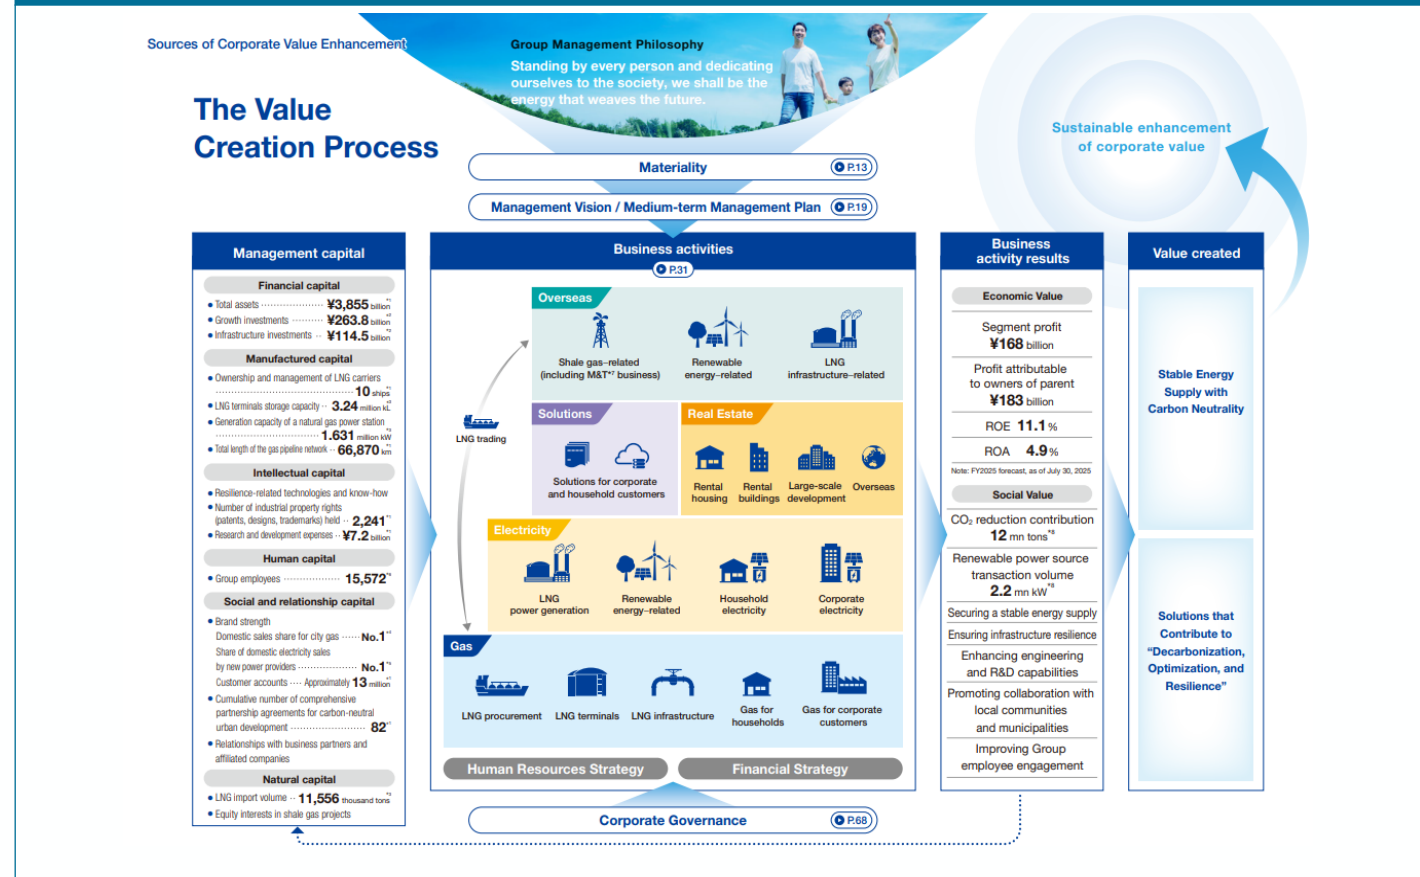 Sources of Corporate Value Enhancement
The Value
Creation Process
Group Management Philosophy
Standing by every person and dedicating
ourselves to the society, we shall be the
energy that weaves the future.
Materiality P.13
Management Vision / Medium-term Management Plan P.19
Sustainable enhancement
of corporate value
Management capital
Financial capital
• Total assets ···················· ¥3,855 billion*1
• Growth investments ·········· ¥263.8 billion*2
• Infrastructure investments ·· ¥114.5 billion*2
Manufactured capital
• Ownership and management of LNG carriers
································ 10 ships*1
• LNG terminals storage capacity ·· 3.24 million kL
• Generation capacity of a natural gas power station
································ 1.631 million kW
• Total length of the gas pipeline network ·· 66,870 km*1
Intellectual capital
• Resilience-related technologies and know-how
• Number of industrial property rights
(patents, designs, trademarks) held ·· 2,241*1
• Research and development expenses ·· ¥7.2 billion
Human capital
• Group employees ·················· 15,572
Social and relationship capital
• Brand strength
Domestic sales share for city gas ······ No.1
Share of domestic electricity sales
by new power providers ··················· No.1
Customer accounts ···· Approximately 13 million*1
• Cumulative number of comprehensive
partnership agreements for carbon-neutral
urban development ······················· 82*1
• Relationships with business partners and
affiliated companies
Natural capital
• LNG import volume ·· 11,556 thousand tons
• Equity interests in shale gas projects
Business activities
P.31
Overseas
Shale gas–related
(including M&T*7 business)
Renewable
energy–related
LNG
infrastructure–related
LNG trading
Solutions
Solutions for corporate
and household customers
Real Estate
Rental
housing
Rental
buildings
Large-scale
development
Overseas
Electricity
LNG
power generation
Renewable
energy–related
Household
electricity
Corporate
electricity
Gas
LNG procurement
LNG terminals
LNG infrastructure
Gas for
households
Gas for corporate
customers
Human Resources Strategy
Financial Strategy
Corporate Governance P.68
Business
activity results
Economic Value
Segment profit
¥168 billion
Profit attributable
to owners of parent
¥183 billion
ROE 11.1 %
ROA 4.9 %
Note: FY2025 forecast, as of July 30, 2025
Social Value
CO₂ reduction contribution
12 mn tons*8
Renewable power source
transaction volume
2.2 mn kW*8
Securing a stable energy supply
Ensuring infrastructure resilience
Enhancing engineering
and R&D capabilities
Promoting collaboration with
local communities
and municipalities
Improving Group
employee engagement
Value created
Stable Energy
Supply with
Carbon Neutrality
Solutions that
Contribute to
“Decarbonization,
Optimization, and
Resilience”